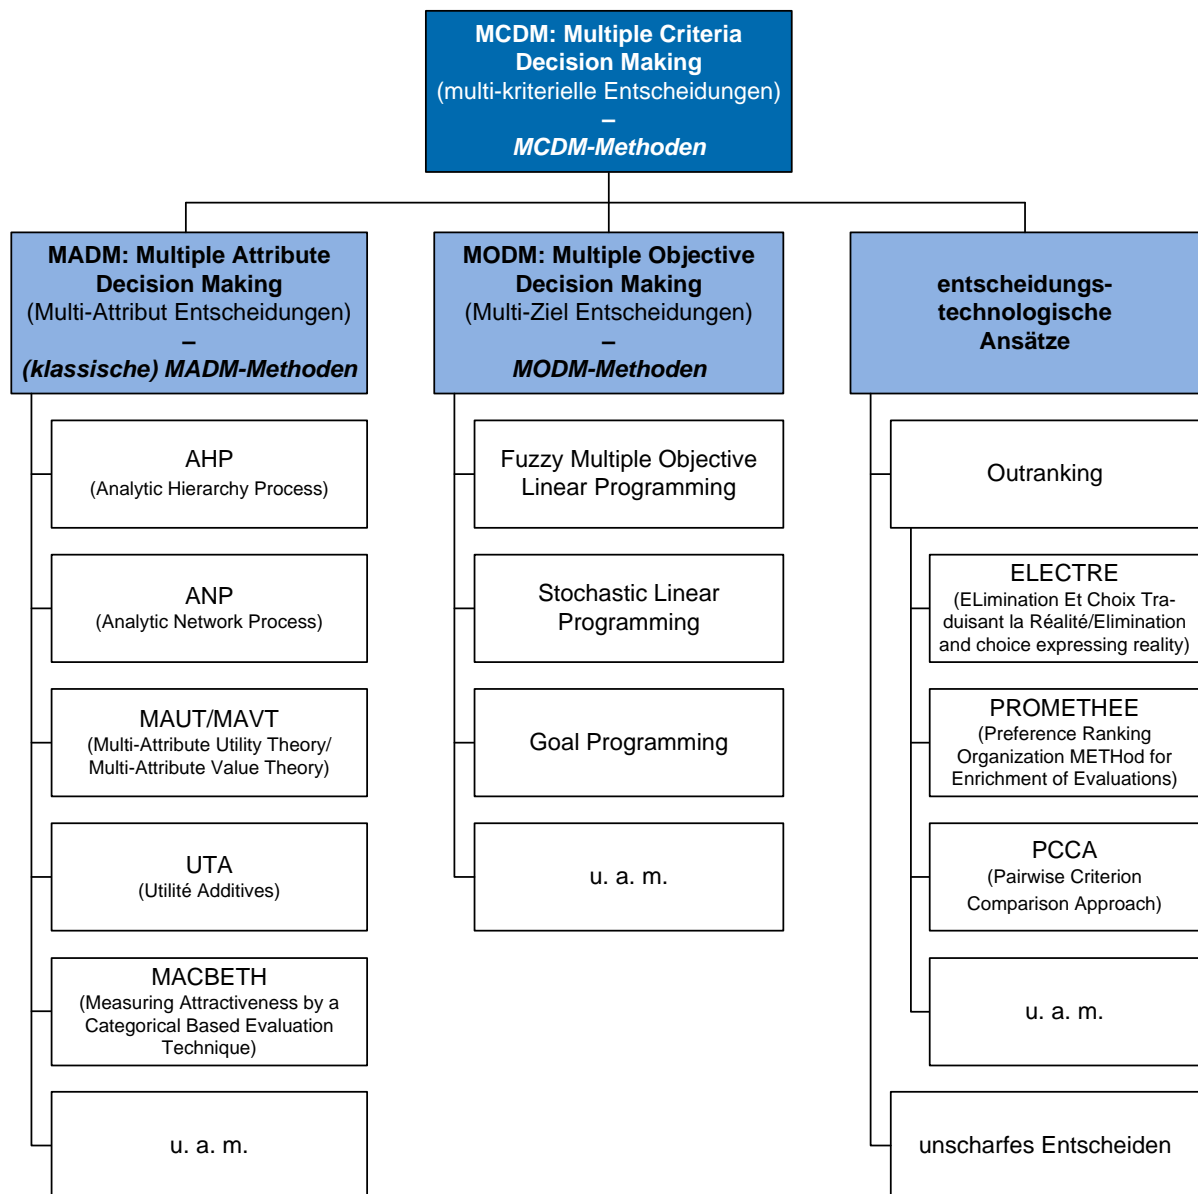 MCDM: Multiple Criteria
Decision Making
(multi-kriterielle Entscheidungen)
–
MCDM-Methoden
MADM: Multiple Attribute
Decision Making
(Multi-Attribut Entscheidungen)
–
(klassische) MADM-Methoden
AHP
(Analytic Hierarchy Process)
ANP
(Analytic Network Process)
MAUT/MAVT
(Multi-Attribute Utility Theory/
Multi-Attribute Value Theory)
UTA
(Utilité Additives)
MACBETH
(Measuring Attractiveness by a
Categorical Based Evaluation
Technique)
u. a. m.
MODM: Multiple Objective
Decision Making
(Multi-Ziel Entscheidungen)
–
MODM-Methoden
Fuzzy Multiple Objective
Linear Programming
Stochastic Linear
Programming
Goal Programming
u. a. m.
entscheidungs-
technologische
Ansätze
Outranking
ELECTRE
(ELimination Et Choix Tra-
duisant la Réalité/Elimination
and choice expressing reality)
PROMETHEE
(Preference Ranking
Organization METHod for
Enrichment of Evaluations)
PCCA
(Pairwise Criterion
Comparison Approach)
u. a. m.
unscharfes Entscheiden